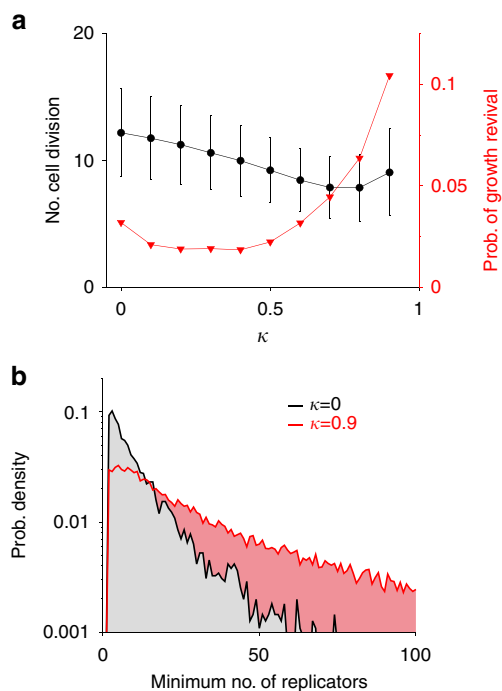 a
20
10
0
No. cell division
0.1
0.05
0
Prob. of growth revival
0
0.5
1
κ
b
κ=0
κ=0.9
0.1
0.01
0.001
Prob. density
0
50
100
Minimum no. of replicators